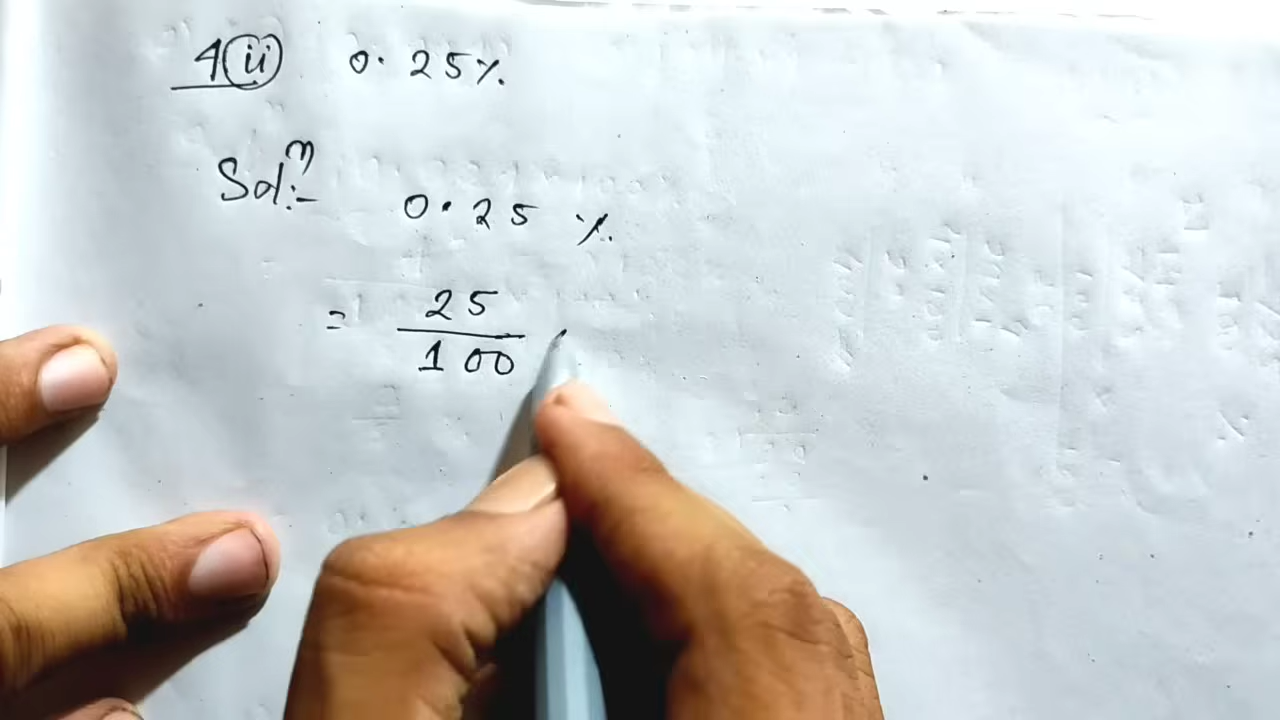 4(ii) 0.25%
Solⁿ:-
0.25 %
= 25/100